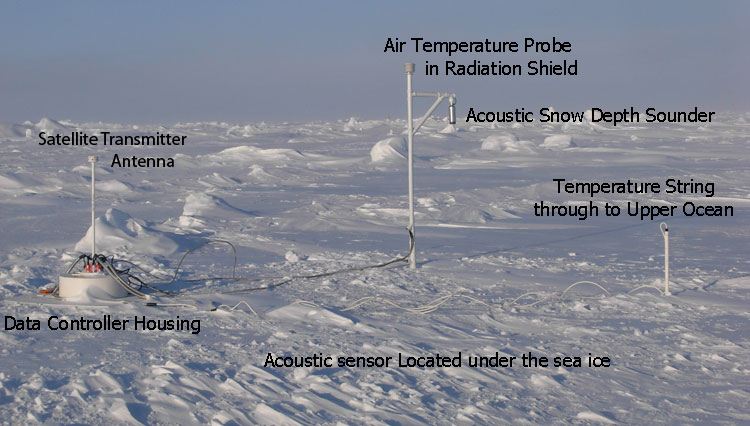 Air Temperature Probe
in Radiation Shield
Acoustic Snow Depth Sounder
Satellite Transmitter
Antenna
Temperature String
through to Upper Ocean
Data Controller Housing
Acoustic sensor Located under the sea ice